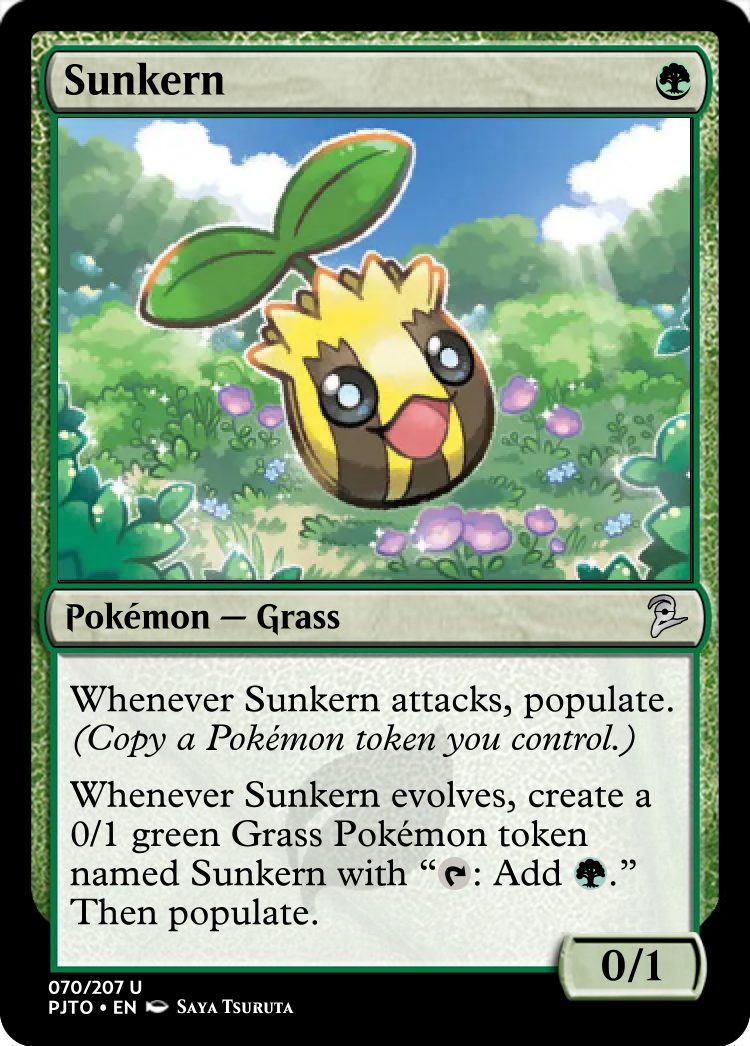 Sunkern
Pokémon — Grass
Whenever Sunkern attacks, populate.
(Copy a Pokémon token you control.)
Whenever Sunkern evolves, create a
0/1 green Grass Pokémon token
named Sunkern with “: Add .”
Then populate.
0/1
070/207 U
PJTO • EN Saya Tsuruta